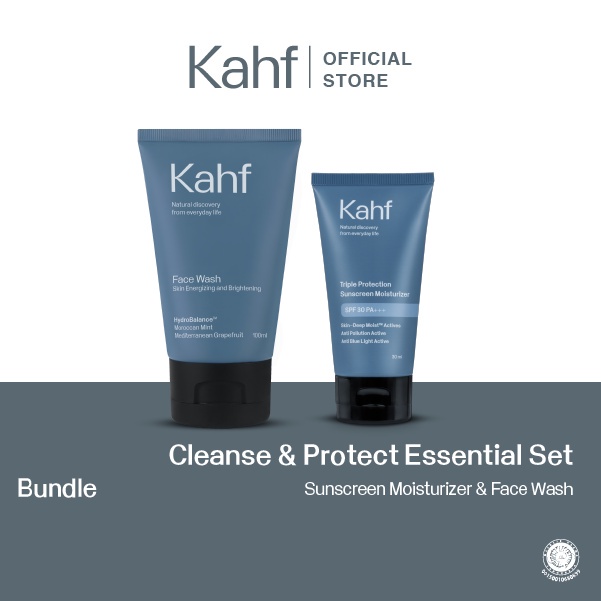 Kahf
OFFICIAL
STORE
Kahf
Natural discovery
from everyday life
Face Wash
Skin Energizing and Brightening
HydroBalance™
Moroccan Mint
Mediterranean Grapefruit 100ml
Kahf
Natural discovery
from everyday life
Triple Protection
Sunscreen Moisturizer
SPF 30 PA+++
Skin-Deep Moist™ Actives
Anti Pollution Active
Anti Blue Light Active
30 ml
Cleanse & Protect Essential Set
Bundle
Sunscreen Moisturizer & Face Wash